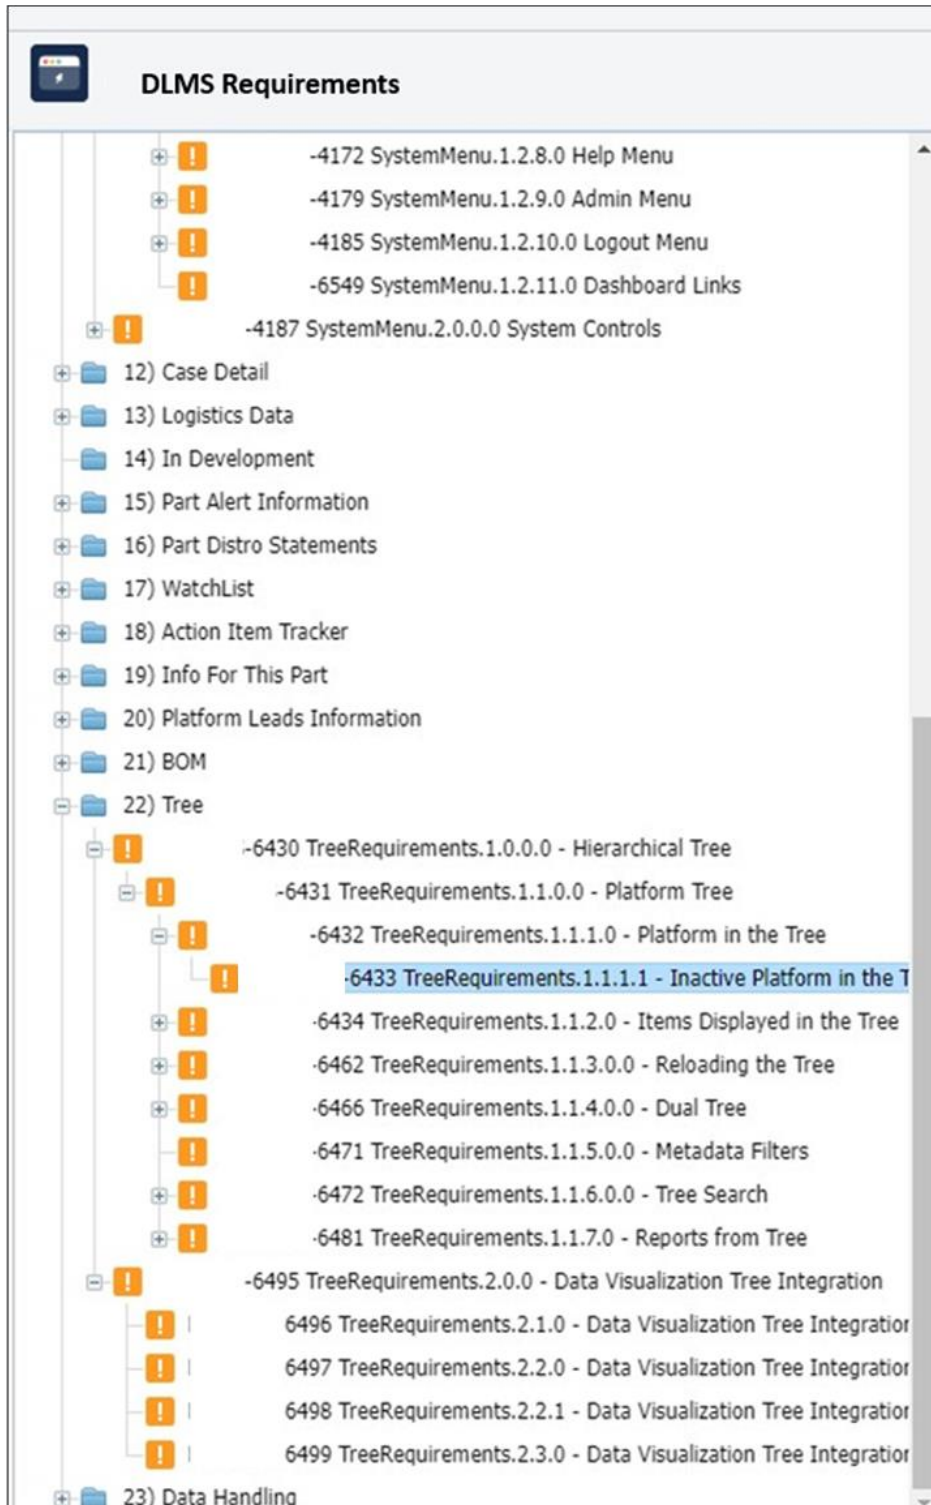 DLMS Requirements
-4172 SystemMenu.1.2.8.0 Help Menu
-4179 SystemMenu.1.2.9.0 Admin Menu
-4185 SystemMenu.1.2.10.0 Logout Menu
-6549 SystemMenu.1.2.11.0 Dashboard Links
-4187 SystemMenu.2.0.0.0 System Controls
12) Case Detail
13) Logistics Data
14) In Development
15) Part Alert Information
16) Part Distro Statements
17) WatchList
18) Action Item Tracker
19) Info For This Part
20) Platform Leads Information
21) BOM
22) Tree
-6430 TreeRequirements.1.0.0.0 - Hierarchical Tree
-6431 TreeRequirements.1.1.0.0 - Platform Tree
-6432 TreeRequirements.1.1.1.0 - Platform in the Tree
-6433 TreeRequirements.1.1.1.1 - Inactive Platform in the T
-6434 TreeRequirements.1.1.2.0 - Items Displayed in the Tree
-6462 TreeRequirements.1.1.3.0.0 - Reloading the Tree
-6466 TreeRequirements.1.1.4.0.0 - Dual Tree
-6471 TreeRequirements.1.1.5.0.0 - Metadata Filters
-6472 TreeRequirements.1.1.6.0.0 - Tree Search
-6481 TreeRequirements.1.1.7.0 - Reports from Tree
-6495 TreeRequirements.2.0.0 - Data Visualization Tree Integration
6496 TreeRequirements.2.1.0 - Data Visualization Tree Integration
6497 TreeRequirements.2.2.0 - Data Visualization Tree Integration
6498 TreeRequirements.2.2.1 - Data Visualization Tree Integration
6499 TreeRequirements.2.3.0 - Data Visualization Tree Integration
23) Data Handling